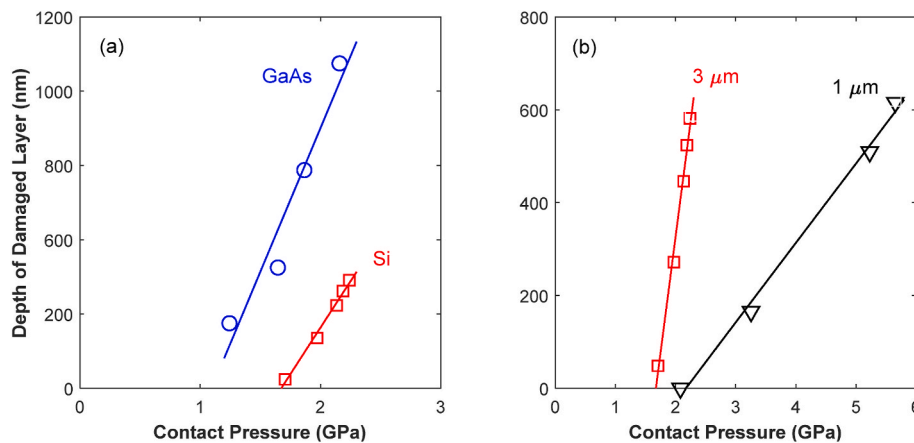 (a)
GaAs
Si
1200
1000
800
600
400
200
0
0
1
2
3
Depth of Damaged Layer (nm)
Contact Pressure (GPa)
(b)
3 μm
1 μm
800
600
400
200
0
0
1
2
3
4
5
6
Contact Pressure (GPa)